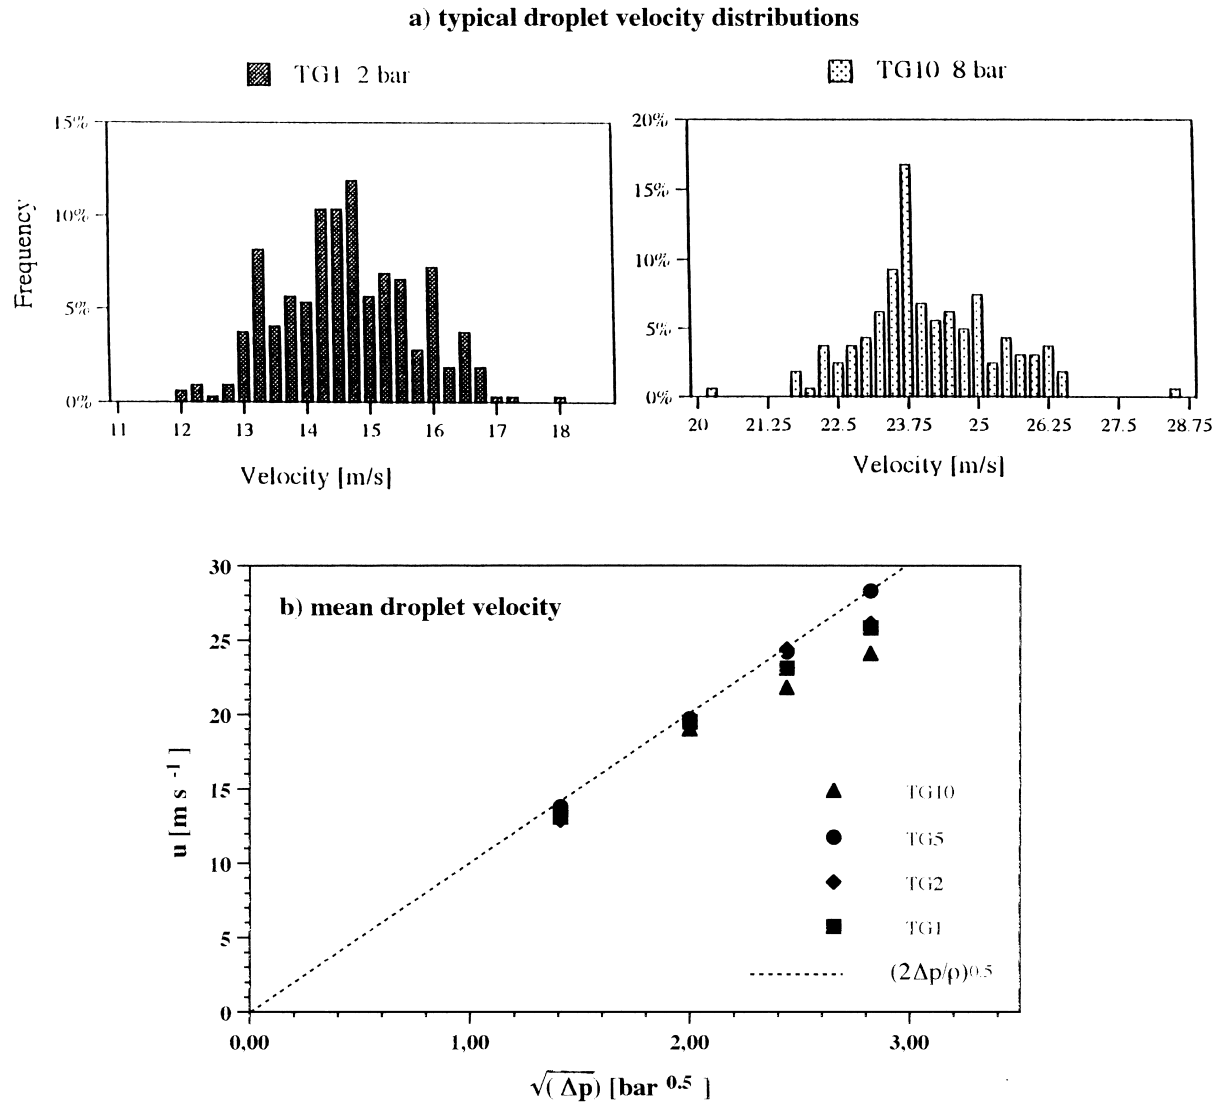 a) typical droplet velocity distributions
TG1 2 bar
TG10 8 bar
15%
10%
5%
0%
Frequency
11 12 13 14 15 16 17 18
Velocity [m/s]
20%
15%
10%
5%
0%
20 21.25 22.5 23.75 25 26.25 27.5 28.75
Velocity [m/s]
b) mean droplet velocity
30
25
20
15
10
5
0
u [m s -1 ]
TG10
TG5
TG2
TG1
(2Δp/ρ)0.5
0,00 1,00 2,00 3,00
√(Δp) [bar 0.5 ]